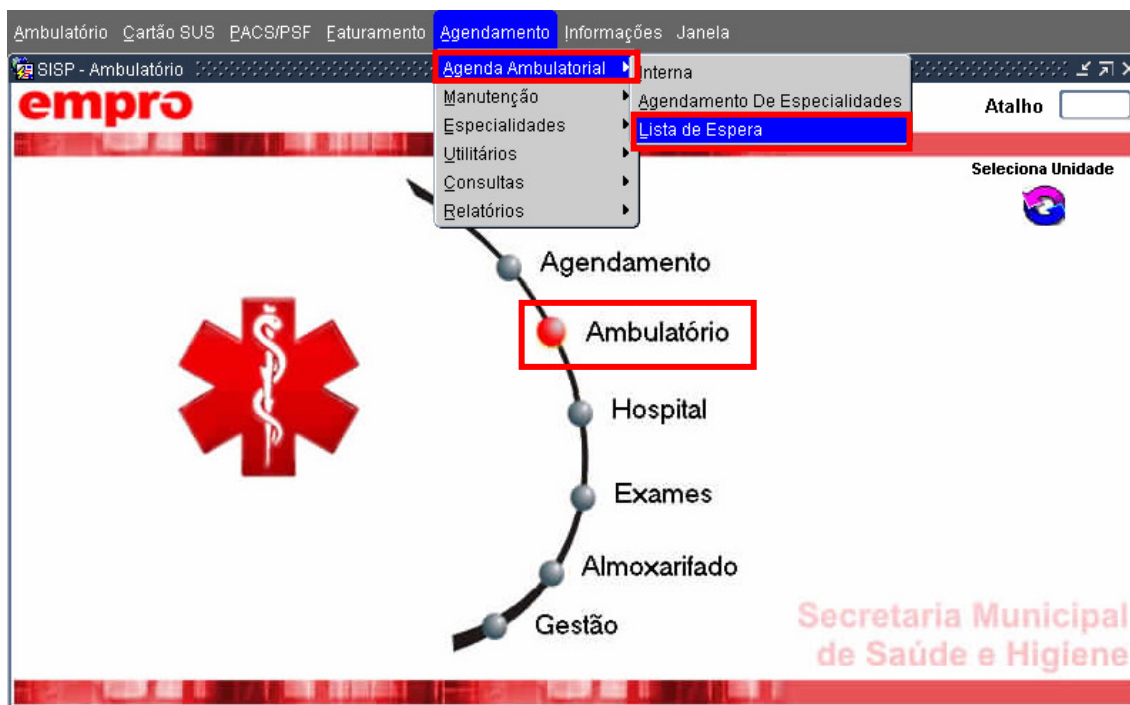 Ambulatório Cartão SUS PACS/PSF Faturamento Agendamento Informações Janela
SISP - Ambulatório
Agenda Ambulatorial
Manutenção
Especialidades
Utilitários
Consultas
Relatórios
Interna
Agendamento De Especialidades
Lista de Espera
empro
Atalho
Seleciona Unidade
Agendamento
Ambulatório
Hospital
Exames
Almoxarifado
Gestão
Secretaria Municipal
de Saúde e Higiene